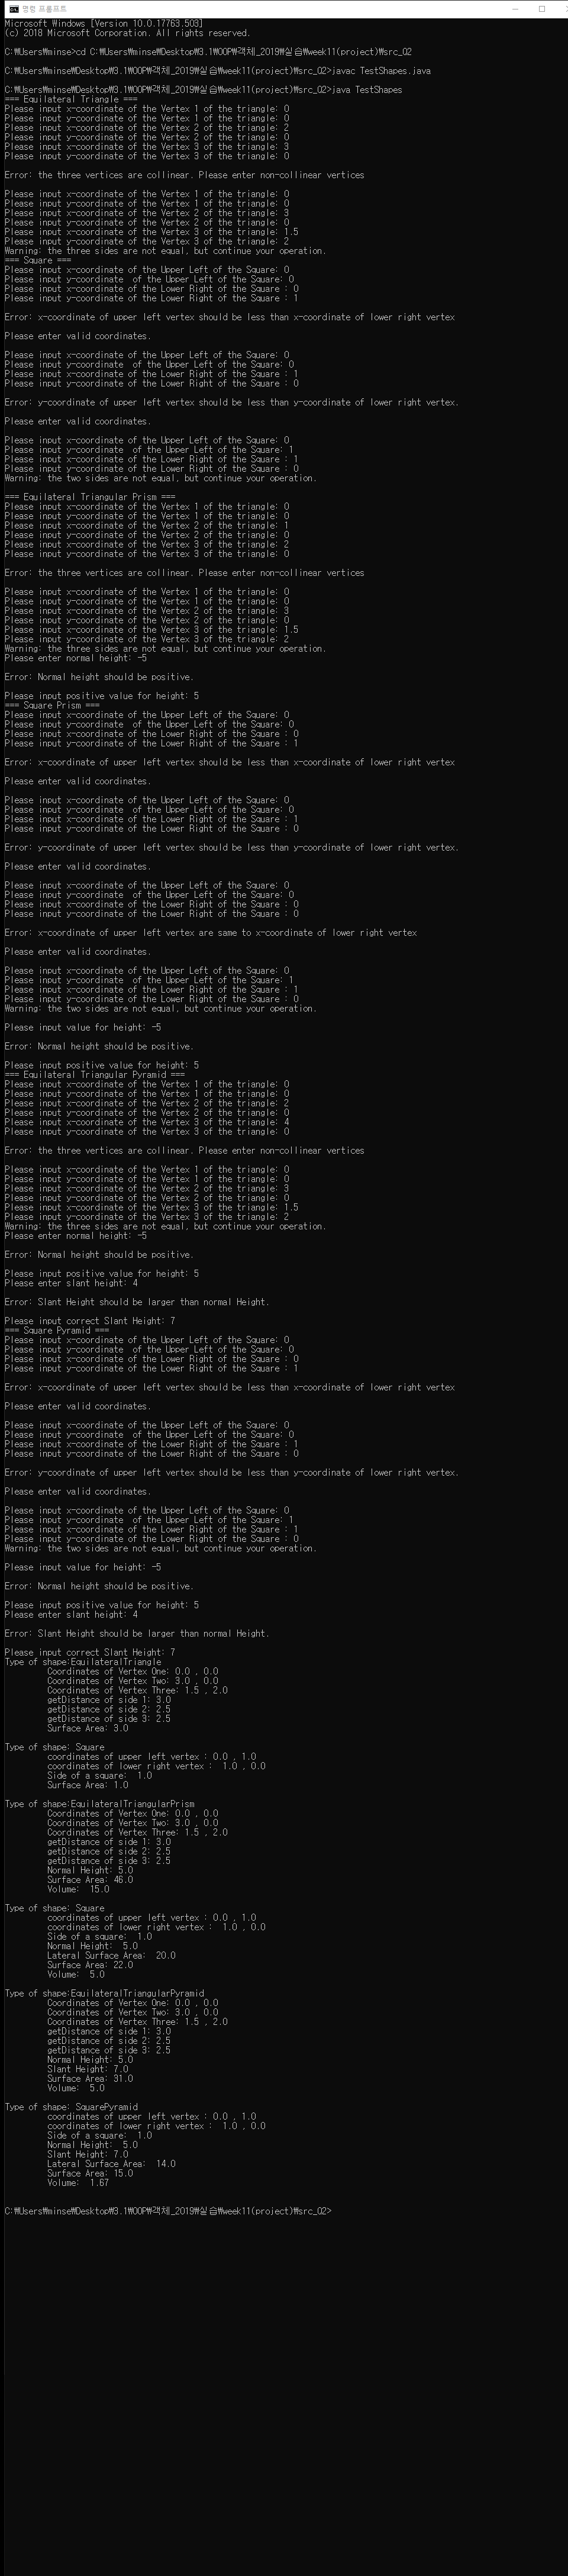 명령 프롬프트
Microsoft Windows [Version 10.0.17763.503]
(c) 2018 Microsoft Corporation. All rights reserved.
C:₩Users₩minse>cd C:₩Users₩minse₩Desktop₩3.1₩OOP₩객체_2019₩실습₩week11(project)₩src_Q2
C:₩Users₩minse₩Desktop₩3.1₩OOP₩객체_2019₩실습₩week11(project)₩src_Q2>javac TestShapes.java
C:₩Users₩minse₩Desktop₩3.1₩OOP₩객체_2019₩실습₩week11(project)₩src_Q2>java TestShapes
=== Equilateral Triangle ===
Please input x-coordinate of the Vertex 1 of the triangle: 0
Please input y-coordinate of the Vertex 1 of the triangle: 0
Please input x-coordinate of the Vertex 2 of the triangle: 2
Please input y-coordinate of the Vertex 2 of the triangle: 0
Please input x-coordinate of the Vertex 3 of the triangle: 3
Please input y-coordinate of the Vertex 3 of the triangle: 0
Error: the three vertices are collinear. Please enter non-collinear vertices
Please input x-coordinate of the Vertex 1 of the triangle: 0
Please input y-coordinate of the Vertex 1 of the triangle: 0
Please input x-coordinate of the Vertex 2 of the triangle: 3
Please input y-coordinate of the Vertex 2 of the triangle: 0
Please input x-coordinate of the Vertex 3 of the triangle: 1.5
Please input y-coordinate of the Vertex 3 of the triangle: 2
Warning: the three sides are not equal, but continue your operation.
=== Square ===
Please input x-coordinate of the Upper Left of the Square: 0
Please input y-coordinate  of the Upper Left of the Square: 0
Please input x-coordinate of the Lower Right of the Square : 0
Please input y-coordinate of the Lower Right of the Square : 1
Error: x-coordinate of upper left vertex should be less than x-coordinate of lower right vertex
Please enter valid coordinates.
Please input x-coordinate of the Upper Left of the Square: 0
Please input y-coordinate  of the Upper Left of the Square: 0
Please input x-coordinate of the Lower Right of the Square : 1
Please input y-coordinate of the Lower Right of the Square : 0
Error: y-coordinate of upper left vertex should be less than y-coordinate of lower right vertex.
Please enter valid coordinates.
Please input x-coordinate of the Upper Left of the Square: 0
Please input y-coordinate  of the Upper Left of the Square: 1
Please input x-coordinate of the Lower Right of the Square : 1
Please input y-coordinate of the Lower Right of the Square : 0
Warning: the two sides are not equal, but continue your operation.
=== Equilateral Triangular Prism ===
Please input x-coordinate of the Vertex 1 of the triangle: 0
Please input y-coordinate of the Vertex 1 of the triangle: 0
Please input x-coordinate of the Vertex 2 of the triangle: 1
Please input y-coordinate of the Vertex 2 of the triangle: 0
Please input x-coordinate of the Vertex 3 of the triangle: 2
Please input y-coordinate of the Vertex 3 of the triangle: 0
Error: the three vertices are collinear. Please enter non-collinear vertices
Please input x-coordinate of the Vertex 1 of the triangle: 0
Please input y-coordinate of the Vertex 1 of the triangle: 0
Please input x-coordinate of the Vertex 2 of the triangle: 3
Please input y-coordinate of the Vertex 2 of the triangle: 0
Please input x-coordinate of the Vertex 3 of the triangle: 1.5
Please input y-coordinate of the Vertex 3 of the triangle: 2
Warning: the three sides are not equal, but continue your operation.
Please enter normal height: -5
Error: Normal height should be positive.
Please input positive value for height: 5
=== Square Prism ===
Please input x-coordinate of the Upper Left of the Square: 0
Please input y-coordinate  of the Upper Left of the Square: 0
Please input x-coordinate of the Lower Right of the Square : 0
Please input y-coordinate of the Lower Right of the Square : 1
Error: x-coordinate of upper left vertex should be less than x-coordinate of lower right vertex
Please enter valid coordinates.
Please input x-coordinate of the Upper Left of the Square: 0
Please input y-coordinate  of the Upper Left of the Square: 0
Please input x-coordinate of the Lower Right of the Square : 1
Please input y-coordinate of the Lower Right of the Square : 0
Error: y-coordinate of upper left vertex should be less than y-coordinate of lower right vertex.
Please enter valid coordinates.
Please input x-coordinate of the Upper Left of the Square: 0
Please input y-coordinate  of the Upper Left of the Square: 0
Please input x-coordinate of the Lower Right of the Square : 0
Please input y-coordinate of the Lower Right of the Square : 0
Error: x-coordinate of upper left vertex are same to x-coordinate of lower right vertex
Please enter valid coordinates.
Please input x-coordinate of the Upper Left of the Square: 0
Please input y-coordinate  of the Upper Left of the Square: 1
Please input x-coordinate of the Lower Right of the Square : 1
Please input y-coordinate of the Lower Right of the Square : 0
Warning: the two sides are not equal, but continue your operation.
Please input value for height: -5
Error: Normal height should be positive.
Please input positive value for height: 5
=== Equilateral Triangular Pyramid ===
Please input x-coordinate of the Vertex 1 of the triangle: 0
Please input y-coordinate of the Vertex 1 of the triangle: 0
Please input x-coordinate of the Vertex 2 of the triangle: 2
Please input y-coordinate of the Vertex 2 of the triangle: 0
Please input x-coordinate of the Vertex 3 of the triangle: 4
Please input y-coordinate of the Vertex 3 of the triangle: 0
Error: the three vertices are collinear. Please enter non-collinear vertices
Please input x-coordinate of the Vertex 1 of the triangle: 0
Please input y-coordinate of the Vertex 1 of the triangle: 0
Please input x-coordinate of the Vertex 2 of the triangle: 3
Please input y-coordinate of the Vertex 2 of the triangle: 0
Please input x-coordinate of the Vertex 3 of the triangle: 1.5
Please input y-coordinate of the Vertex 3 of the triangle: 2
Warning: the three sides are not equal, but continue your operation.
Please enter normal height: -5
Error: Normal height should be positive.
Please input positive value for height: 5
Please enter slant height: 4
Error: Slant Height should be larger than normal Height.
Please input correct Slant Height: 7
=== Square Pyramid ===
Please input x-coordinate of the Upper Left of the Square: 0
Please input y-coordinate  of the Upper Left of the Square: 0
Please input x-coordinate of the Lower Right of the Square : 0
Please input y-coordinate of the Lower Right of the Square : 1
Error: x-coordinate of upper left vertex should be less than x-coordinate of lower right vertex
Please enter valid coordinates.
Please input x-coordinate of the Upper Left of the Square: 0
Please input y-coordinate  of the Upper Left of the Square: 0
Please input x-coordinate of the Lower Right of the Square : 1
Please input y-coordinate of the Lower Right of the Square : 0
Error: y-coordinate of upper left vertex should be less than y-coordinate of lower right vertex.
Please enter valid coordinates.
Please input x-coordinate of the Upper Left of the Square: 0
Please input y-coordinate  of the Upper Left of the Square: 1
Please input x-coordinate of the Lower Right of the Square : 1
Please input y-coordinate of the Lower Right of the Square : 0
Warning: the two sides are not equal, but continue your operation.
Please input value for height: -5
Error: Normal height should be positive.
Please input positive value for height: 5
Please enter slant height: 4
Error: Slant Height should be larger than normal Height.
Please input correct Slant Height: 7
Type of shape:EquilateralTriangle
Coordinates of Vertex One: 0.0 , 0.0
Coordinates of Vertex Two: 3.0 , 0.0
Coordinates of Vertex Three: 1.5 , 2.0
getDistance of side 1: 3.0
getDistance of side 2: 2.5
getDistance of side 3: 2.5
Surface Area: 3.0
Type of shape: Square
coordinates of upper left vertex : 0.0 , 1.0
coordinates of lower right vertex :  1.0 , 0.0
Side of a square:  1.0
Surface Area: 1.0
Type of shape:EquilateralTriangularPrism
Coordinates of Vertex One: 0.0 , 0.0
Coordinates of Vertex Two: 3.0 , 0.0
Coordinates of Vertex Three: 1.5 , 2.0
getDistance of side 1: 3.0
getDistance of side 2: 2.5
getDistance of side 3: 2.5
Normal Height: 5.0
Surface Area: 46.0
Volume:  15.0
Type of shape: Square
coordinates of upper left vertex : 0.0 , 1.0
coordinates of lower right vertex :  1.0 , 0.0
Side of a square:  1.0
Normal Height:  5.0
Lateral Surface Area:  20.0
Surface Area: 22.0
Volume:  5.0
Type of shape:EquilateralTriangularPyramid
Coordinates of Vertex One: 0.0 , 0.0
Coordinates of Vertex Two: 3.0 , 0.0
Coordinates of Vertex Three: 1.5 , 2.0
getDistance of side 1: 3.0
getDistance of side 2: 2.5
getDistance of side 3: 2.5
Normal Height: 5.0
Slant Height: 7.0
Surface Area: 31.0
Volume:  5.0
Type of shape: SquarePyramid
coordinates of upper left vertex : 0.0 , 1.0
coordinates of lower right vertex :  1.0 , 0.0
Side of a square:  1.0
Normal Height:  5.0
Slant Height: 7.0
Lateral Surface Area:  14.0
Surface Area: 15.0
Volume:  1.67
C:₩Users₩minse₩Desktop₩3.1₩OOP₩객체_2019₩실습₩week11(project)₩src_Q2>